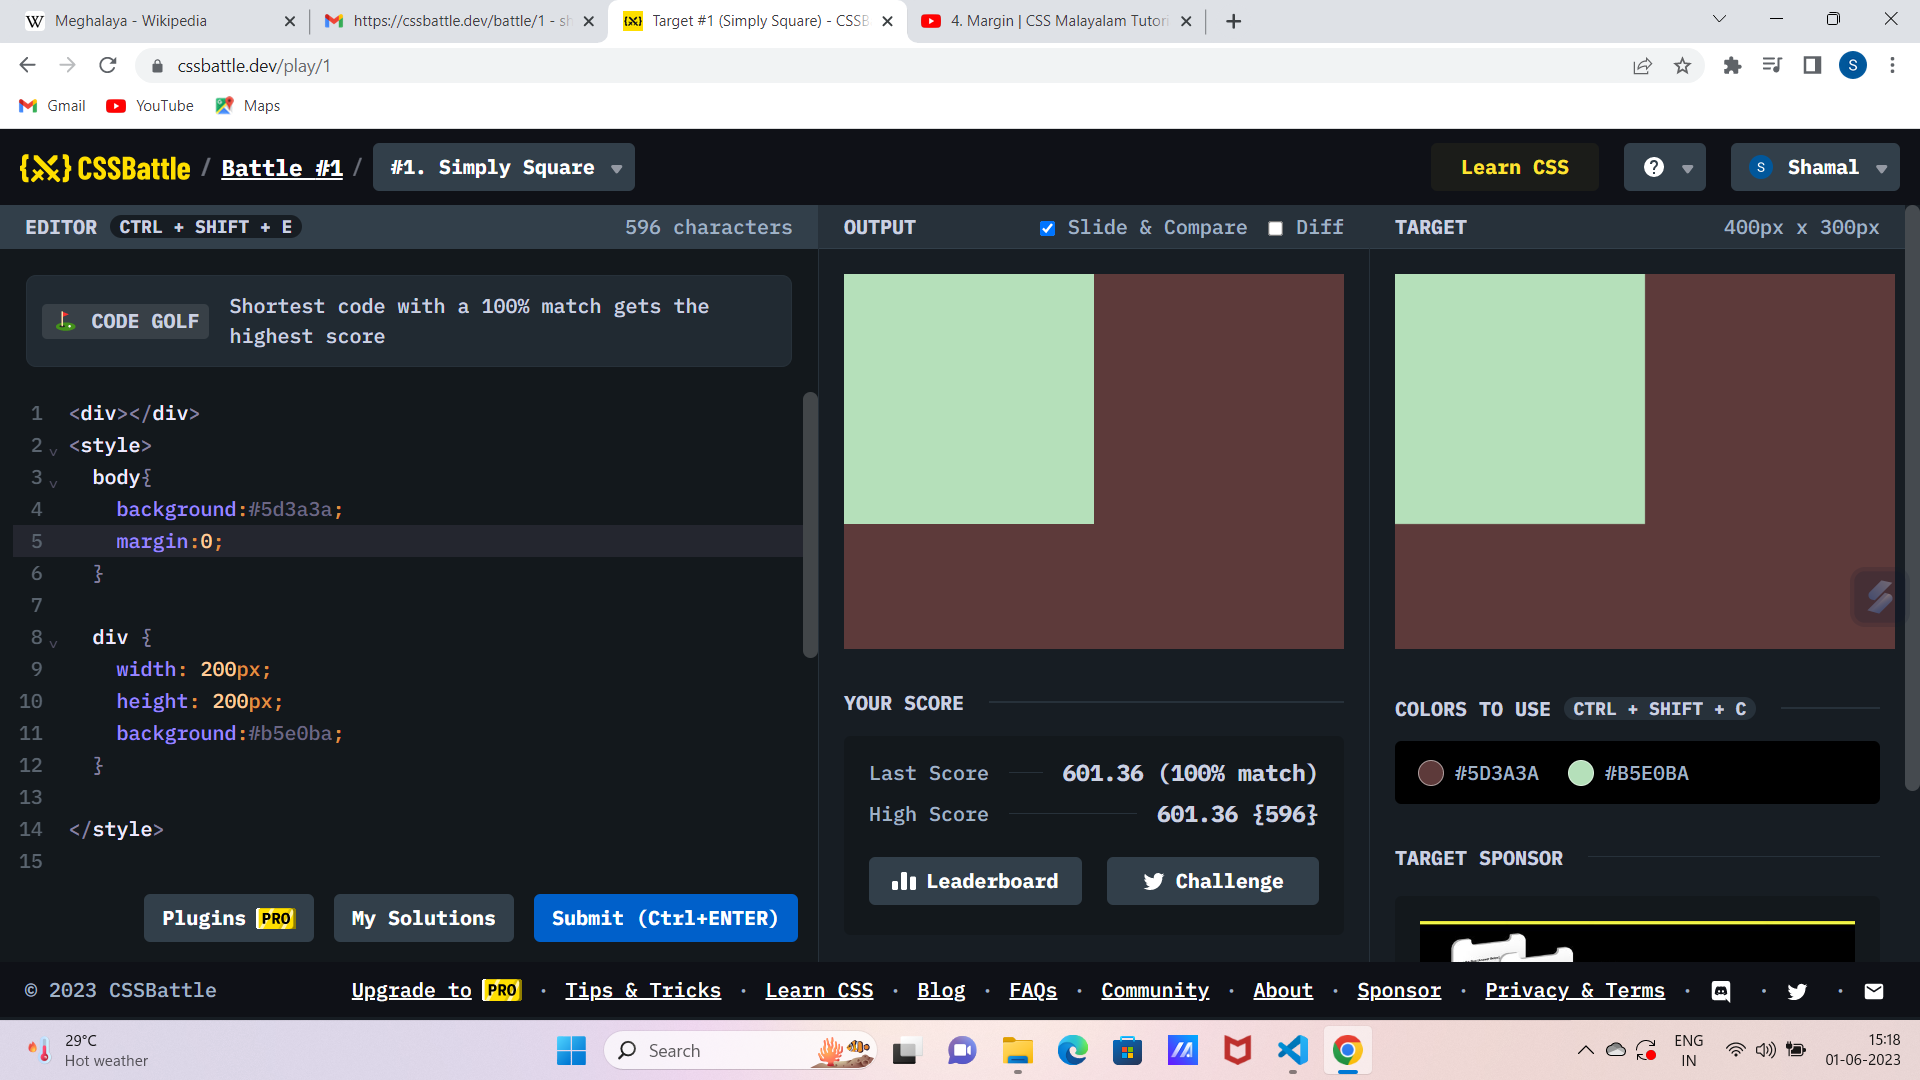 Meghalaya - Wikipedia
https://cssbattle.dev/battle/1 - sh
Target #1 (Simply Square) - CSSB
4. Margin | CSS Malayalam Tutori
cssbattle.dev/play/1
S
Gmail
YouTube
Maps
CSSBattle / Battle #1 / #1. Simply Square
Learn CSS
?
S Shamal
EDITOR CTRL + SHIFT + E 596 characters
OUTPUT Slide & Compare Diff
TARGET 400px x 300px
CODE GOLF
Shortest code with a 100% match gets the
highest score
1 <div></div>
2 <style>
3 body{
4 background:#5d3a3a;
5 margin:0;
6 }
7
8 div {
9 width: 200px;
10 height: 200px;
11 background:#b5e0ba;
12 }
13
14 </style>
15
Plugins PRO
My Solutions
Submit (Ctrl+ENTER)
YOUR SCORE
Last Score 601.36 (100% match)
High Score 601.36 {596}
Leaderboard
Challenge
COLORS TO USE CTRL + SHIFT + C
#5D3A3A #B5E0BA
TARGET SPONSOR
© 2023 CSSBattle
Upgrade to PRO · Tips & Tricks · Learn CSS · Blog · FAQs · Community · About · Sponsor · Privacy & Terms
29°C
Hot weather
Search
ENG
IN
15:18
01-06-2023